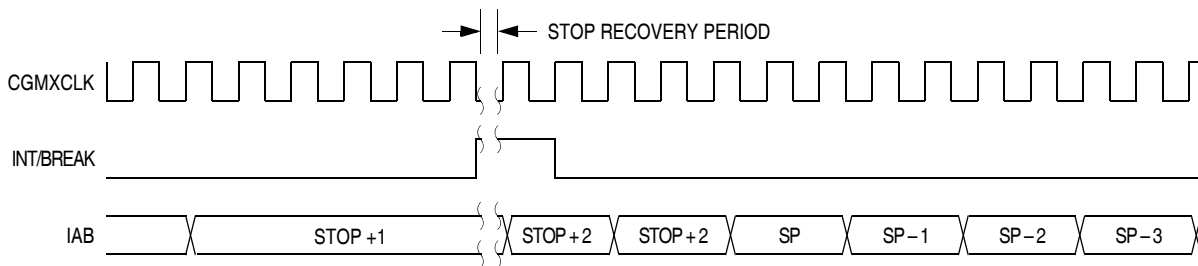 STOP RECOVERY PERIOD
CGMXCLK
INT/BREAK
IAB STOP +1 STOP + 2 STOP + 2 SP SP – 1 SP – 2 SP – 3